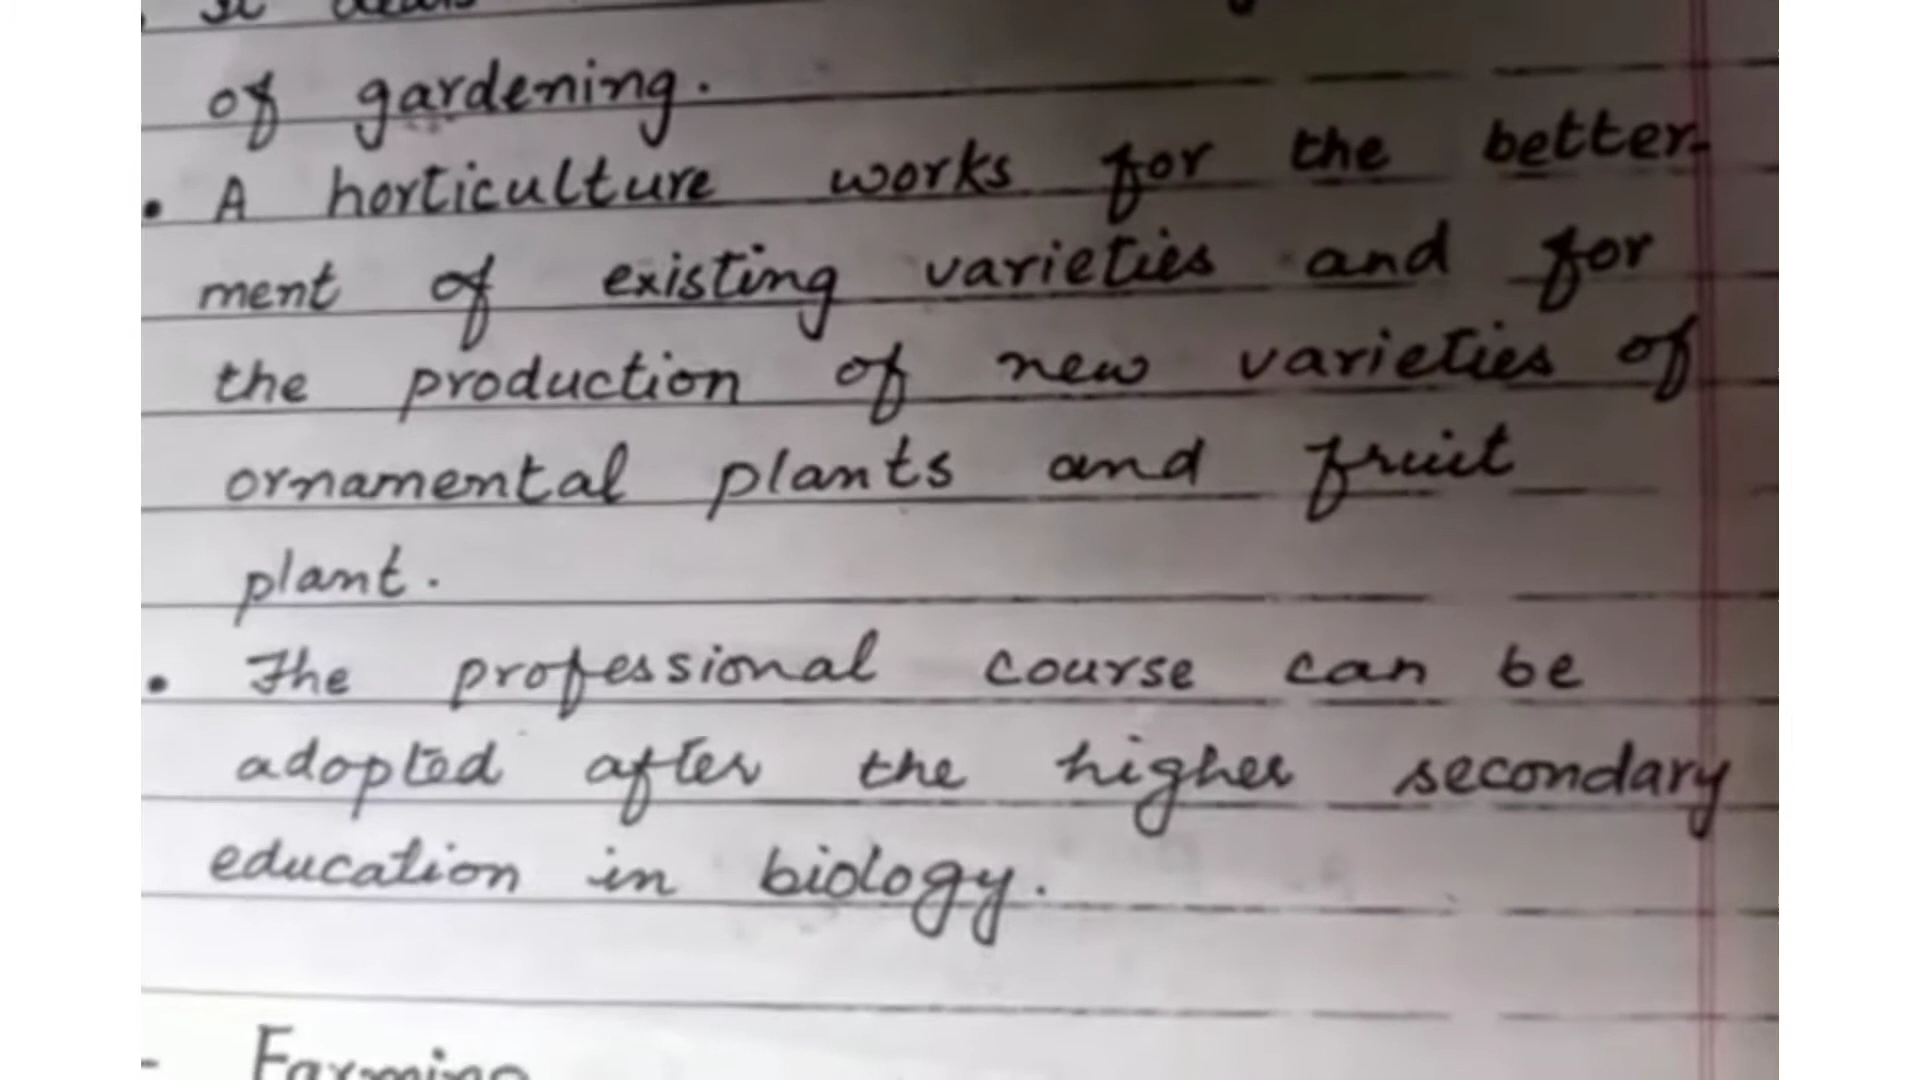 of gardening.
• A horticulture works for the better-
ment of existing varieties and for
the production of new varieties of
ornamental plants and fruit
plant.
• The professional course can be
adopted after the higher secondary
education in biology.
- Farming